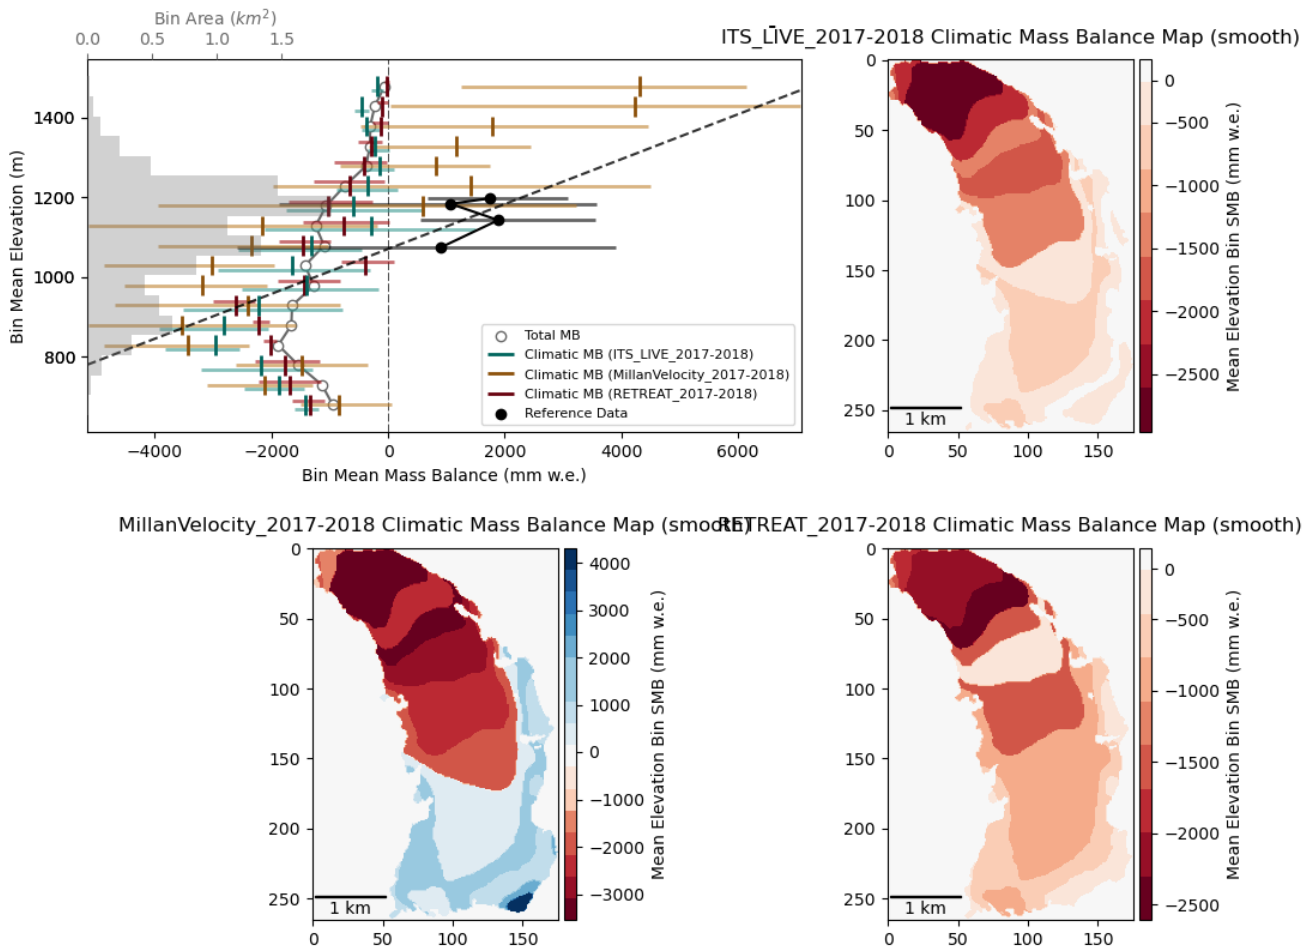 Bin Area (km²)
0.0 0.5 1.0 1.5
ITS_LIVE_2017-2018 Climatic Mass Balance Map (smooth)
Bin Mean Elevation (m)
1400
1200
1000
800
Total MB
Climatic MB (ITS_LIVE_2017-2018)
Climatic MB (MillanVelocity_2017-2018)
Climatic MB (RETREAT_2017-2018)
Reference Data
−4000 −2000 0 2000 4000 6000
Bin Mean Mass Balance (mm w.e.)
0
50
100
150
200
250
1 km
0 50 100 150
0
−500
−1000
−1500
−2000
−2500
Mean Elevation Bin SMB (mm w.e.)
MillanVelocity_2017-2018 Climatic Mass Balance Map (smooth)
0
50
100
150
200
250
1 km
0 50 100 150
4000
3000
2000
1000
0
−1000
−2000
−3000
Mean Elevation Bin SMB (mm w.e.)
RETREAT_2017-2018 Climatic Mass Balance Map (smooth)
0
50
100
150
200
250
1 km
0 50 100 150
0
−500
−1000
−1500
−2000
−2500
Mean Elevation Bin SMB (mm w.e.)